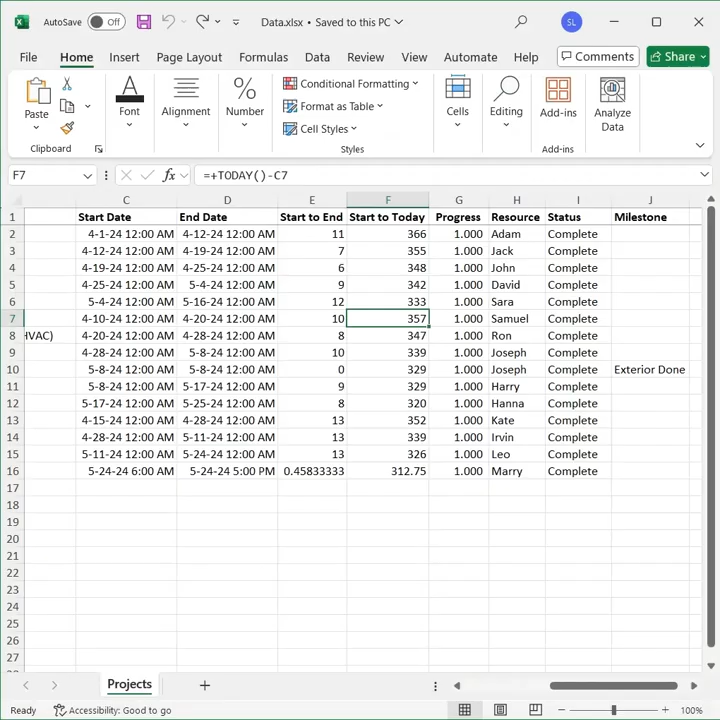 AutoSave Off Data.xlsx • Saved to this PC SL
File Home Insert Page Layout Formulas Data Review View Automate Help Comments Share
Paste Font Alignment Number Conditional Formatting Format as Table Cell Styles Cells Editing Add-ins Analyze Data
Clipboard Styles Add-ins
F7 fx =+TODAY()-C7
C D E F G H I J
1 Start Date End Date Start to End Start to Today Progress Resource Status Milestone
2 4-1-24 12:00 AM 4-12-24 12:00 AM 11 366 1.000 Adam Complete
3 4-12-24 12:00 AM 4-19-24 12:00 AM 7 355 1.000 Jack Complete
4 4-19-24 12:00 AM 4-25-24 12:00 AM 6 348 1.000 John Complete
5 4-25-24 12:00 AM 5-4-24 12:00 AM 9 342 1.000 David Complete
6 5-4-24 12:00 AM 5-16-24 12:00 AM 12 333 1.000 Sara Complete
7 4-10-24 12:00 AM 4-20-24 12:00 AM 10 357 1.000 Samuel Complete
8 HVAC) 4-20-24 12:00 AM 4-28-24 12:00 AM 8 347 1.000 Ron Complete
9 4-28-24 12:00 AM 5-8-24 12:00 AM 10 339 1.000 Joseph Complete
10 5-8-24 12:00 AM 5-8-24 12:00 AM 0 329 1.000 Joseph Complete Exterior Done
11 5-8-24 12:00 AM 5-17-24 12:00 AM 9 329 1.000 Harry Complete
12 5-17-24 12:00 AM 5-25-24 12:00 AM 8 320 1.000 Hanna Complete
13 4-15-24 12:00 AM 4-28-24 12:00 AM 13 352 1.000 Kate Complete
14 4-28-24 12:00 AM 5-11-24 12:00 AM 13 339 1.000 Irvin Complete
15 5-11-24 12:00 AM 5-24-24 12:00 AM 13 326 1.000 Leo Complete
16 5-24-24 6:00 AM 5-24-24 5:00 PM 0.45833333 312.75 1.000 Marry Complete
17
18
19
20
21
22
23
24
25
26
27
Projects
Ready Accessibility: Good to go 100%